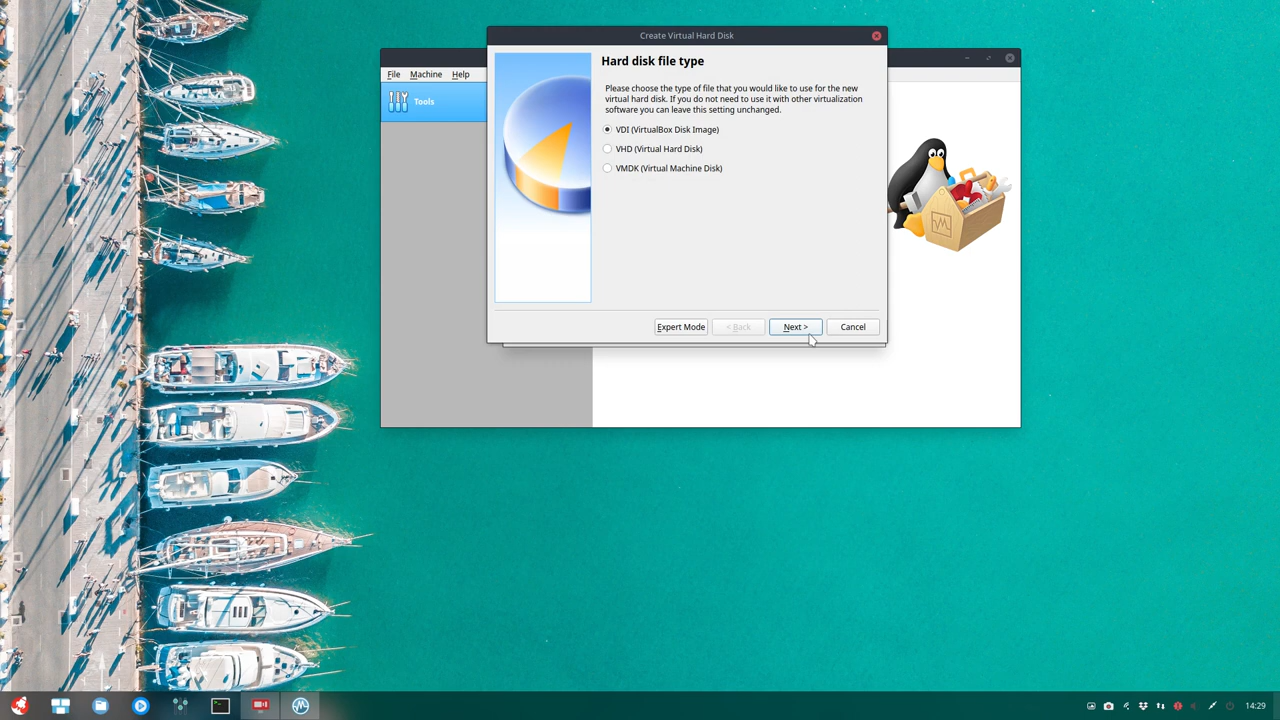 Create Virtual Hard Disk
File Machine Help
Tools
Hard disk file type
Please choose the type of file that you would like to use for the new
virtual hard disk. If you do not need to use it with other virtualization
software you can leave this setting unchanged.
VDI (VirtualBox Disk Image)
VHD (Virtual Hard Disk)
VMDK (Virtual Machine Disk)
Expert Mode < Back Next > Cancel
14:29